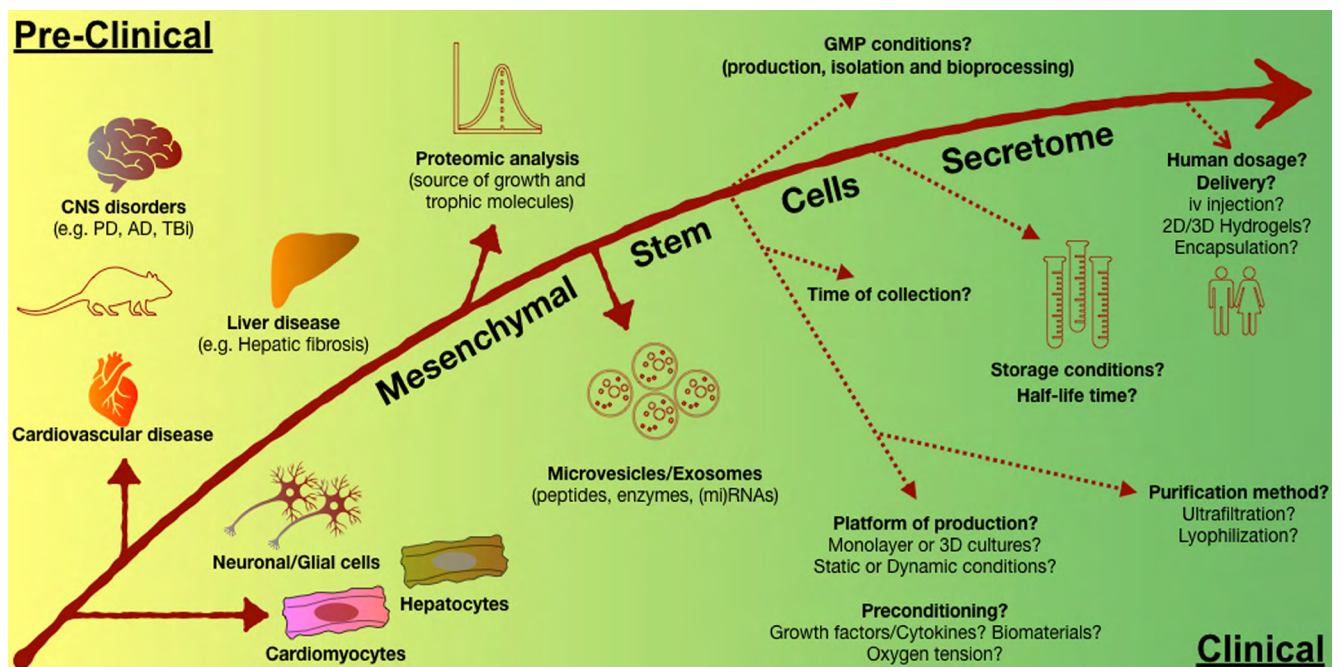 Pre-Clinical
CNS disorders
(e.g. PD, AD, TBi)
Liver disease
(e.g. Hepatic fibrosis)
Cardiovascular disease
Neuronal/Glial cells
Hepatocytes
Cardiomyocytes
Proteomic analysis
(source of growth and
trophic molecules)
Mesenchymal Stem Cells Secretome
Microvesicles/Exosomes
(peptides, enzymes, (mi)RNAs)
GMP conditions?
(production, isolation and bioprocessing)
Time of collection?
Human dosage?
Delivery?
iv injection?
2D/3D Hydrogels?
Encapsulation?
Storage conditions?
Half-life time?
Platform of production?
Monolayer or 3D cultures?
Static or Dynamic conditions?
Purification method?
Ultrafiltration?
Lyophilization?
Preconditioning?
Growth factors/Cytokines? Biomaterials?
Oxygen tension?
Clinical